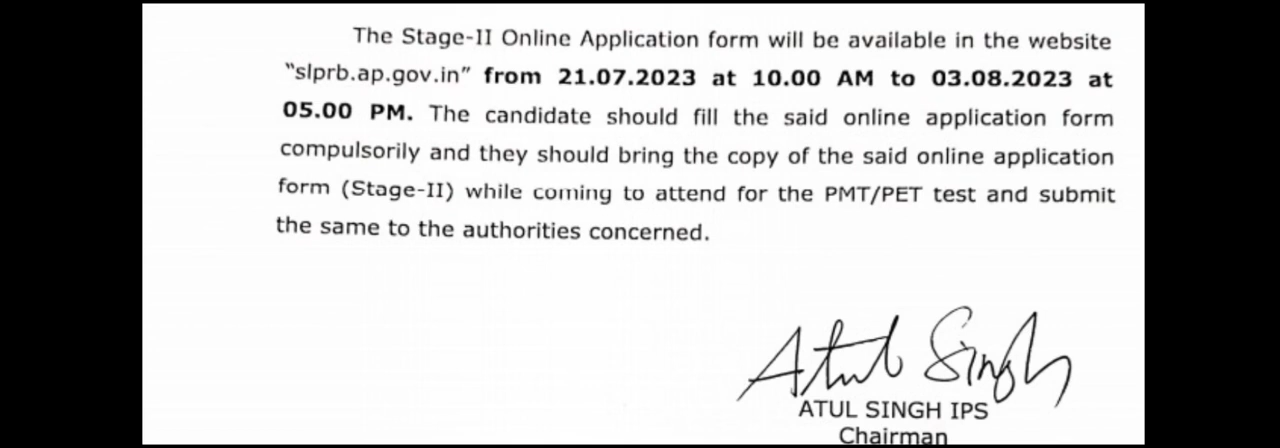 The Stage-II Online Application form will be available in the website
“slprb.ap.gov.in” from 21.07.2023 at 10.00 AM to 03.08.2023 at
05.00 PM. The candidate should fill the said online application form
compulsorily and they should bring the copy of the said online application
form (Stage-II) while coming to attend for the PMT/PET test and submit
the same to the authorities concerned.
Atul Singh
ATUL SINGH IPS
Chairman